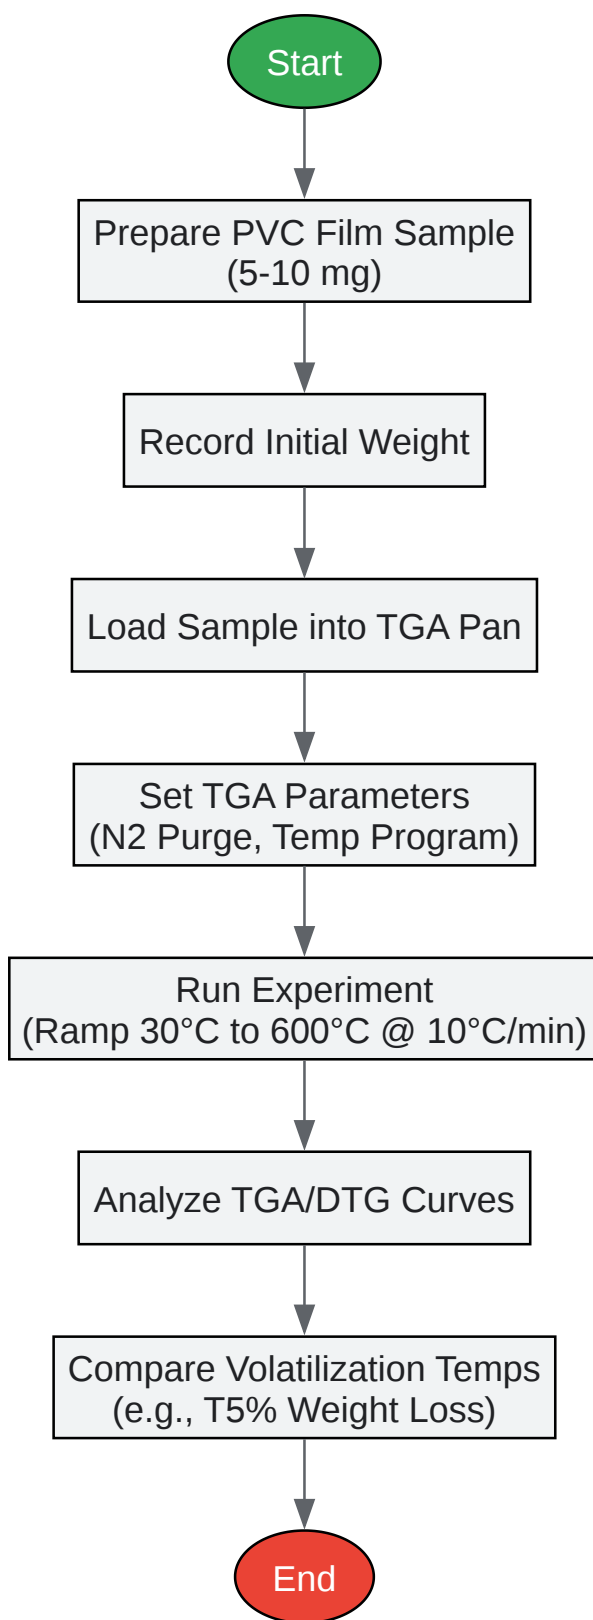 Start
Prepare PVC Film Sample
(5-10 mg)
Record Initial Weight
Load Sample into TGA Pan
Set TGA Parameters
(N2 Purge, Temp Program)
Run Experiment
(Ramp 30°C to 600°C @ 10°C/min)
Analyze TGA/DTG Curves
Compare Volatilization Temps
(e.g., T5% Weight Loss)
End